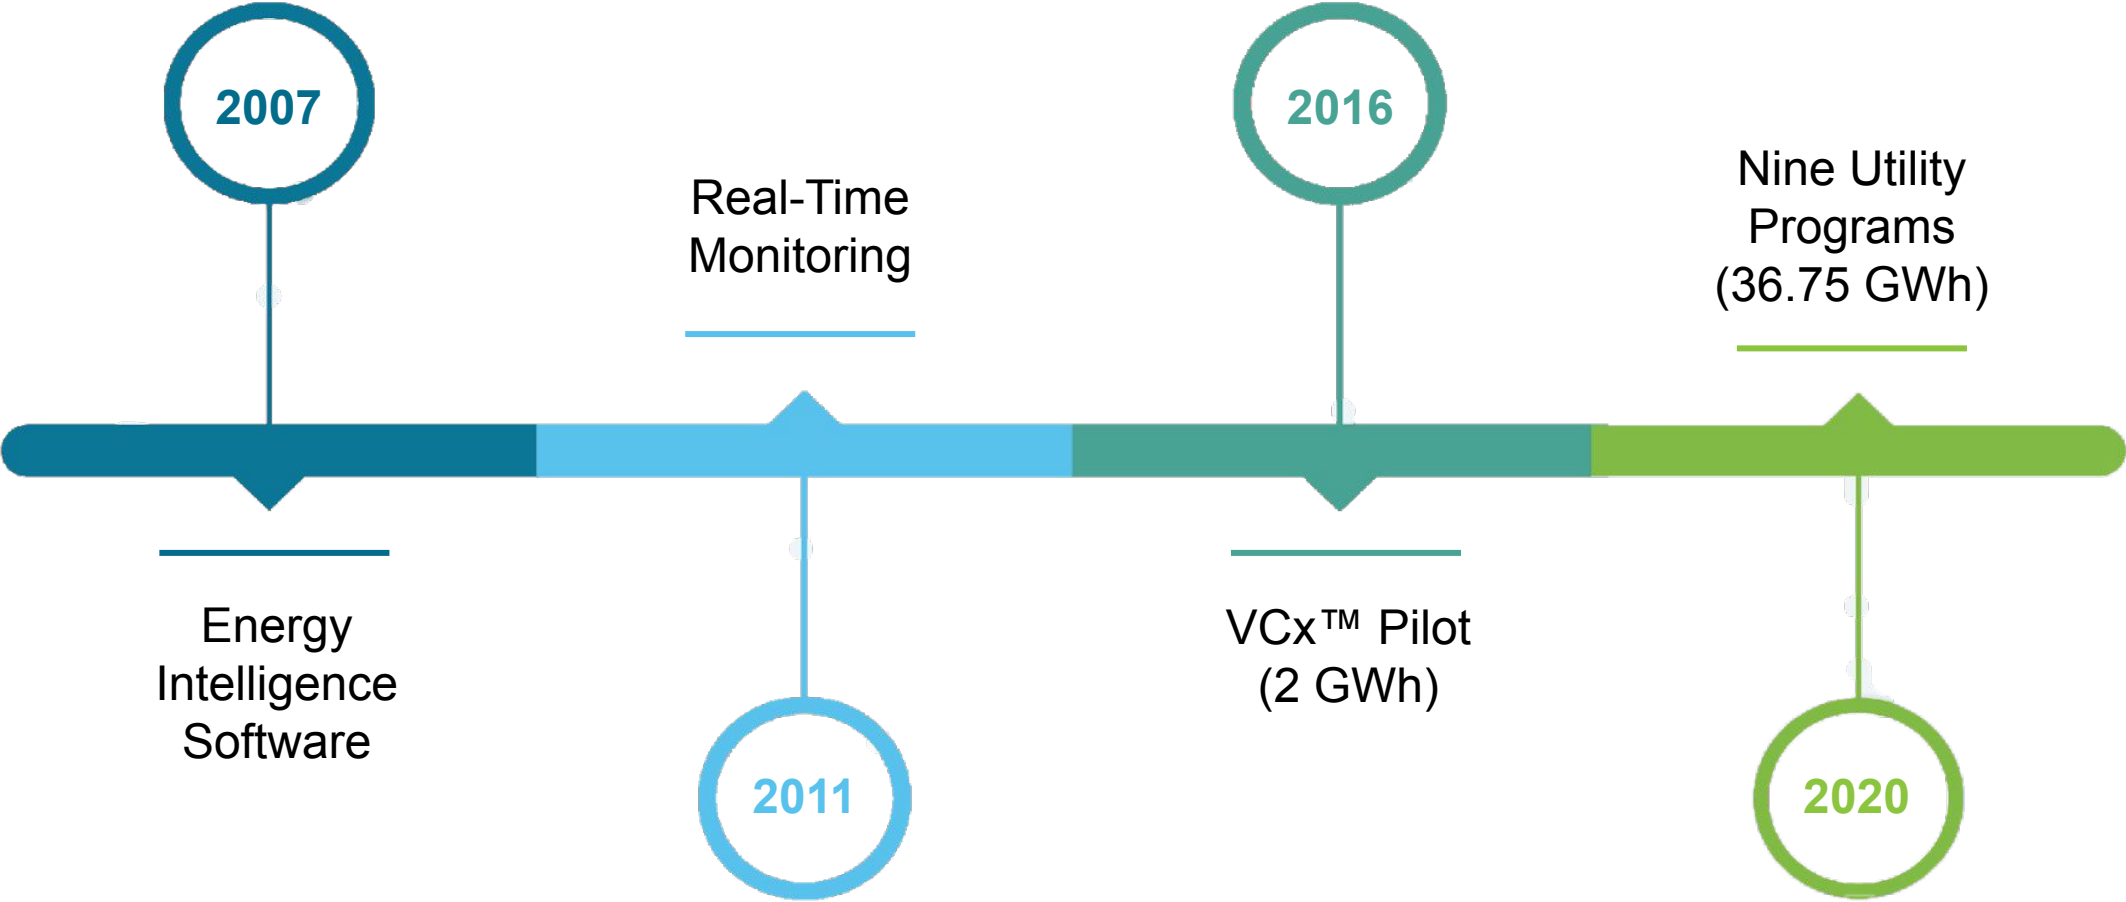 2007
Energy
Intelligence
Software
Real-Time
Monitoring
2011
2016
VCx™ Pilot
(2 GWh)
Nine Utility
Programs
(36.75 GWh)
2020